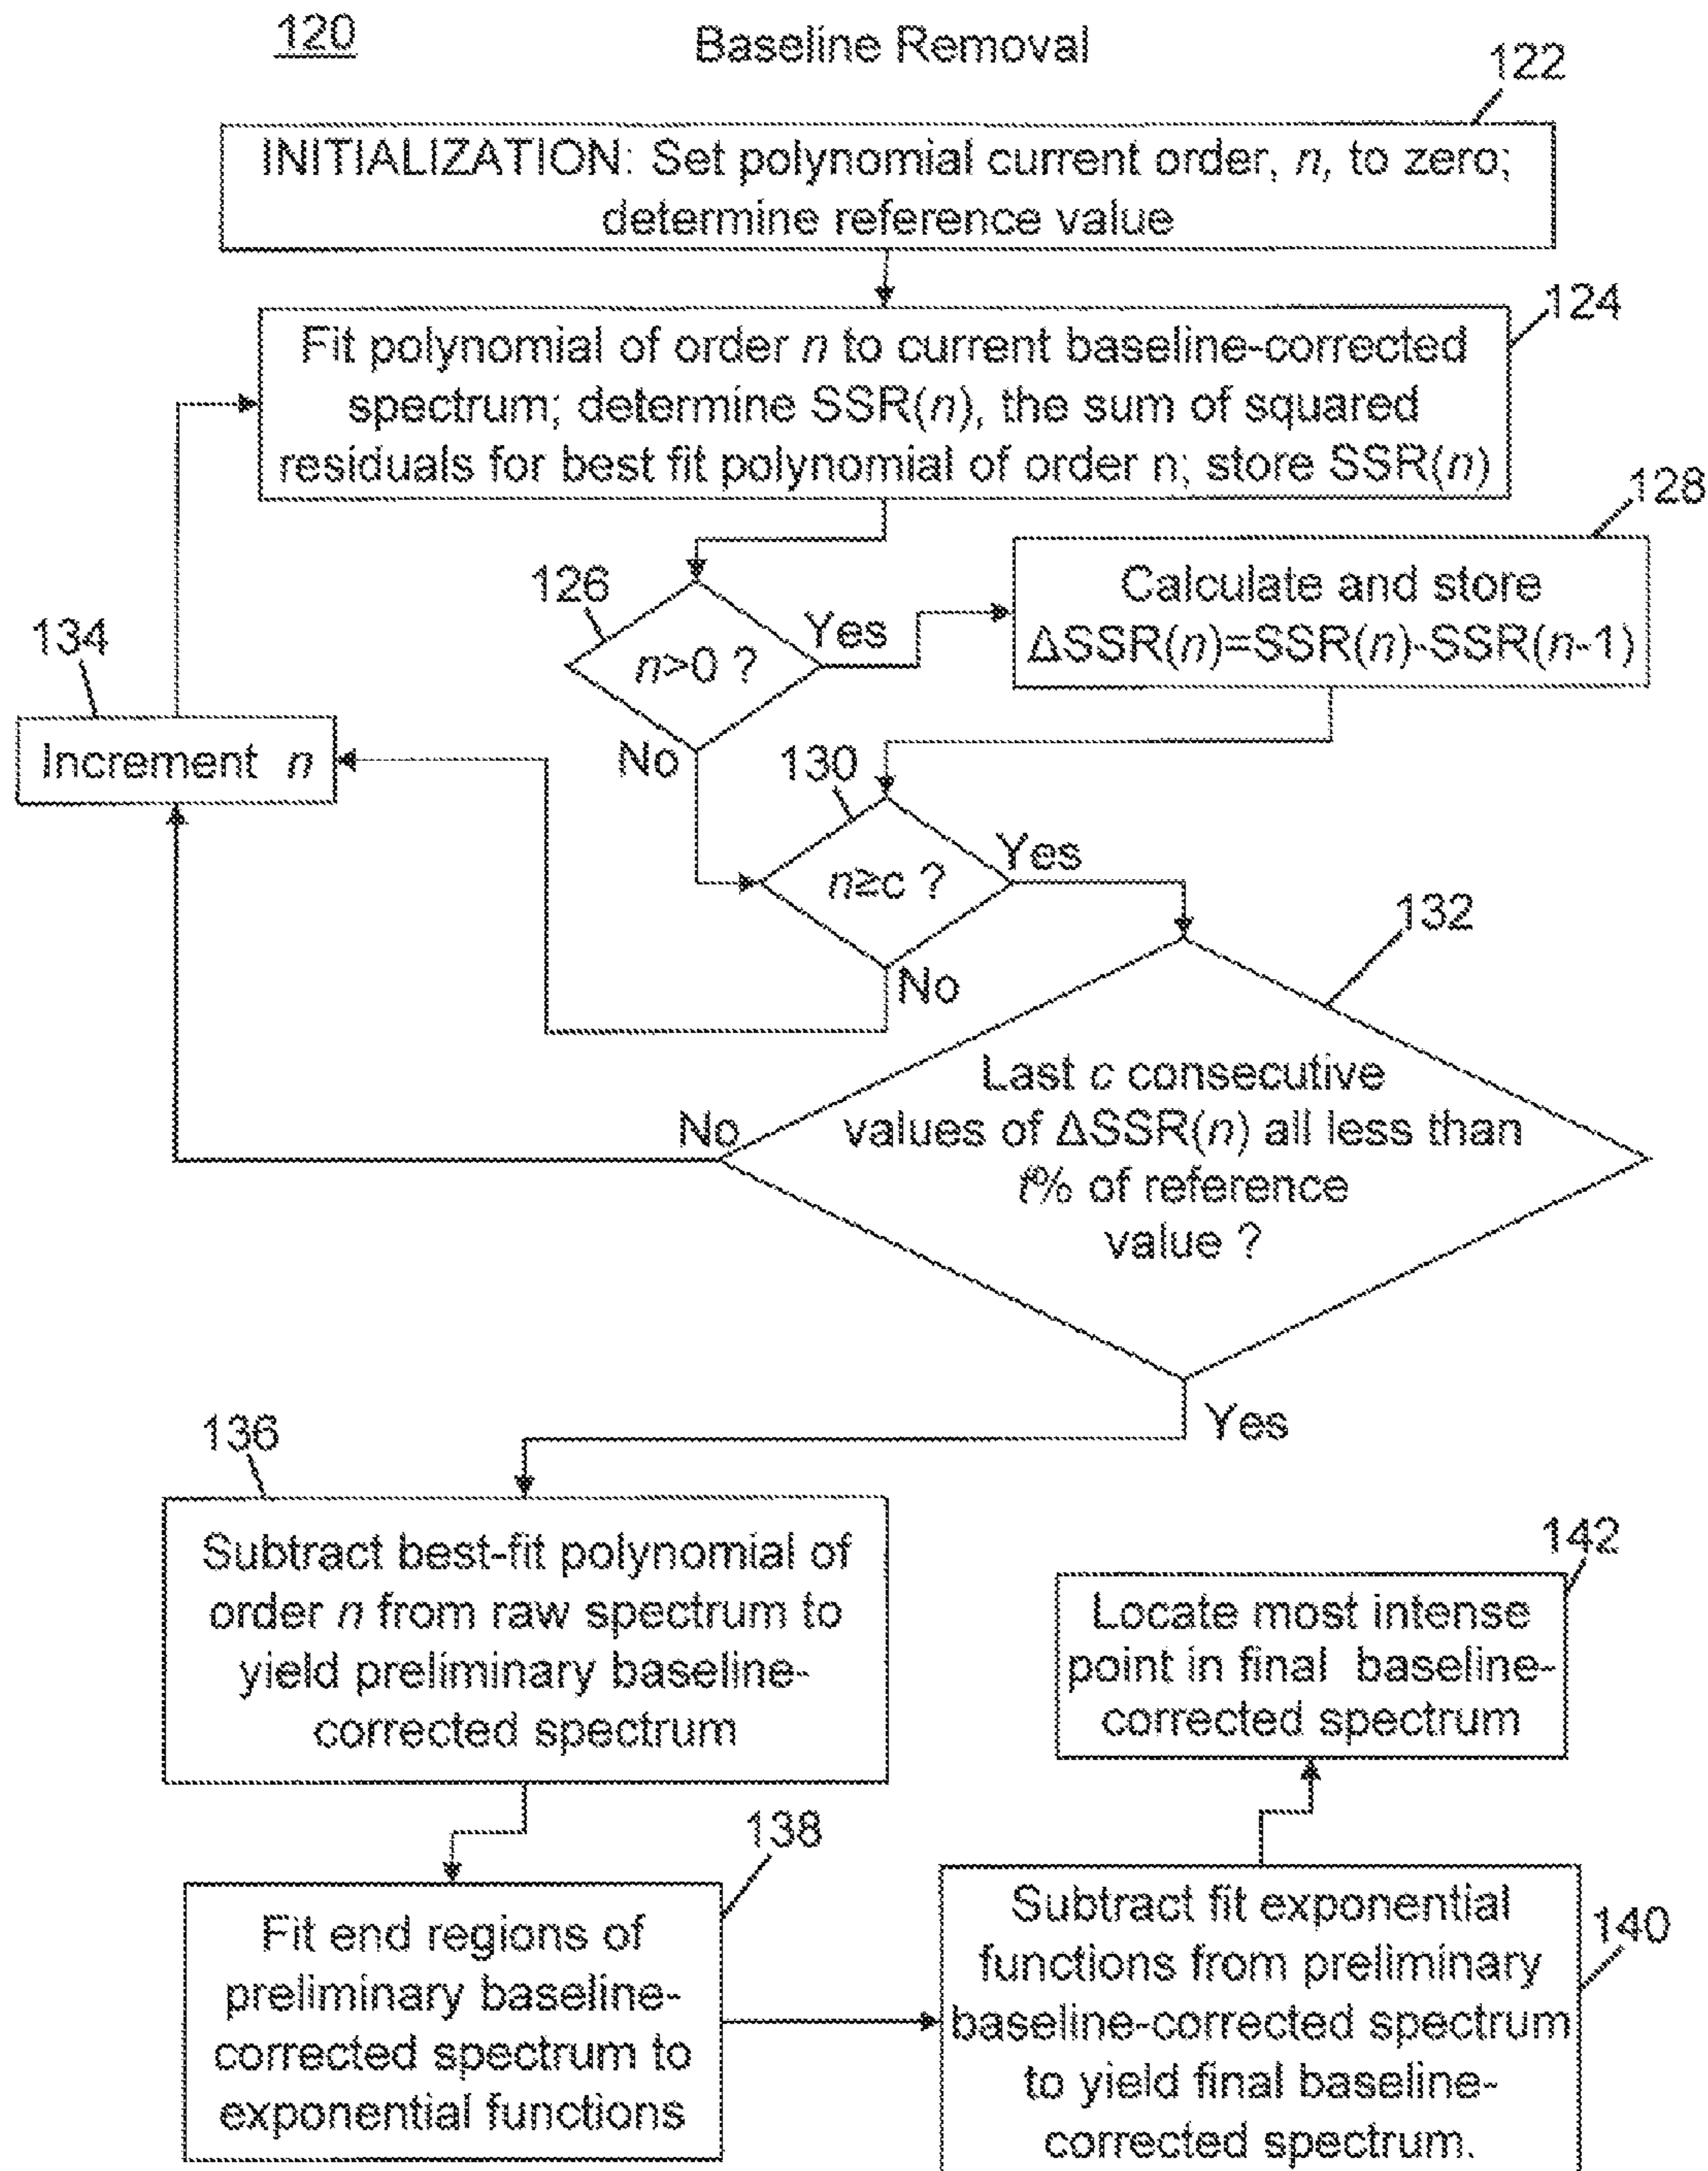 120
Baseline Removal
122
INITIALIZATION: Set polynomial current order, n, to zero;
determine reference value
124
Fit polynomial of order n to current baseline-corrected
spectrum; determine SSR(n), the sum of squared
residuals for best fit polynomial of order n; store SSR(n)
128
126
Calculate and store
ΔSSR(n)=SSR(n)-SSR(n-1)
134
n>0 ?
Yes
No
Increment n
130
n≥c ?
Yes
No
132
Last c consecutive
values of ΔSSR(n) all less than
t% of reference
value ?
No
Yes
136
Subtract best-fit polynomial of
order n from raw spectrum to
yield preliminary baseline-
corrected spectrum
142
Locate most intense
point in final baseline-
corrected spectrum
138
Fit end regions of
preliminary baseline-
corrected spectrum to
exponential functions
140
Subtract fit exponential
functions from preliminary
baseline-corrected spectrum
to yield final baseline-
corrected spectrum.